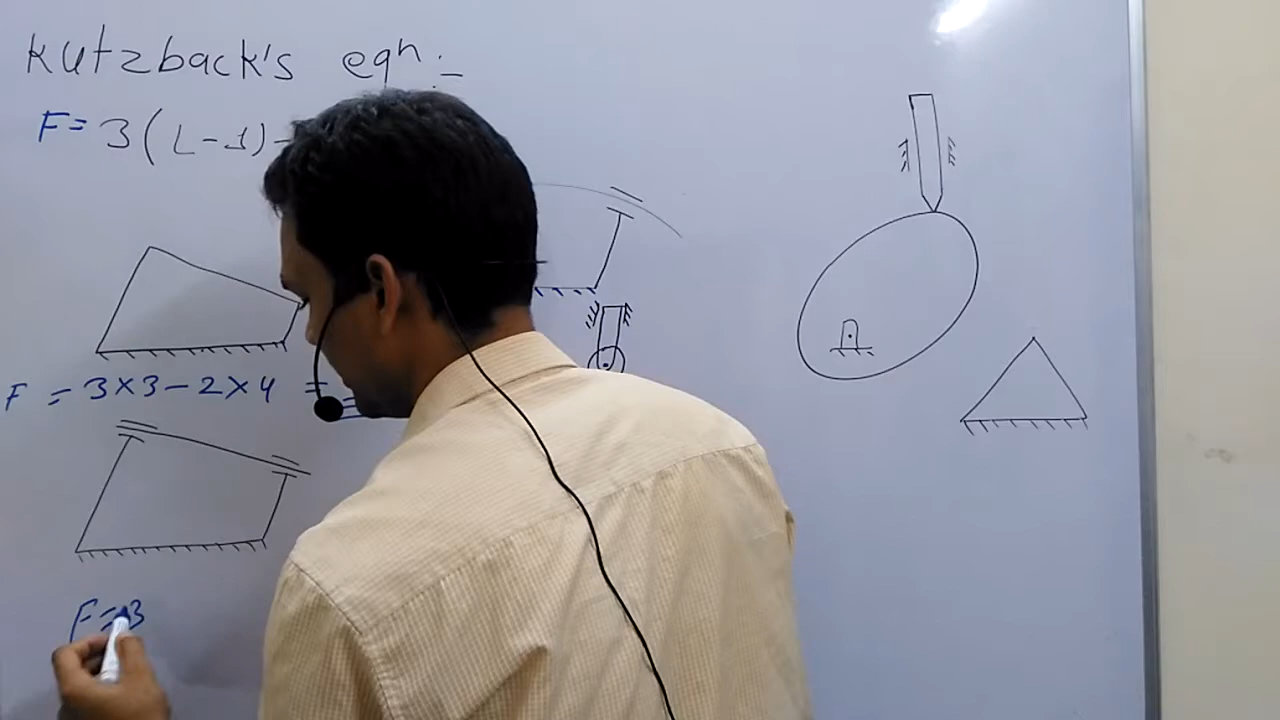 Kutzback's eqn:-
F= 3(L-1)-
F = 3×3-2×4 =
F=3